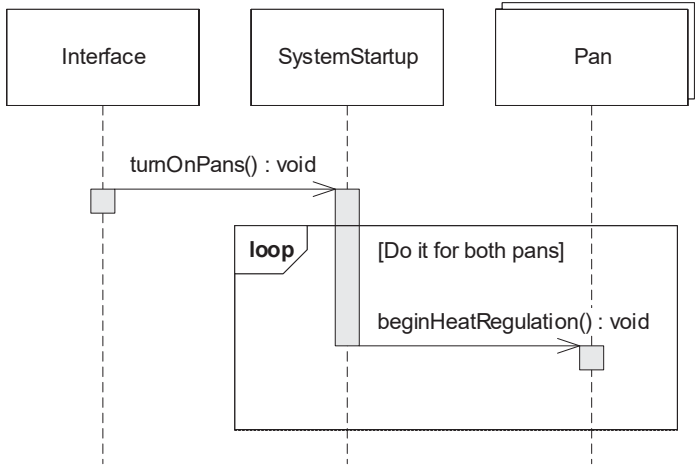 Interface
SystemStartup
Pan
turnOnPans() : void
loop
[Do it for both pans]
beginHeatRegulation() : void